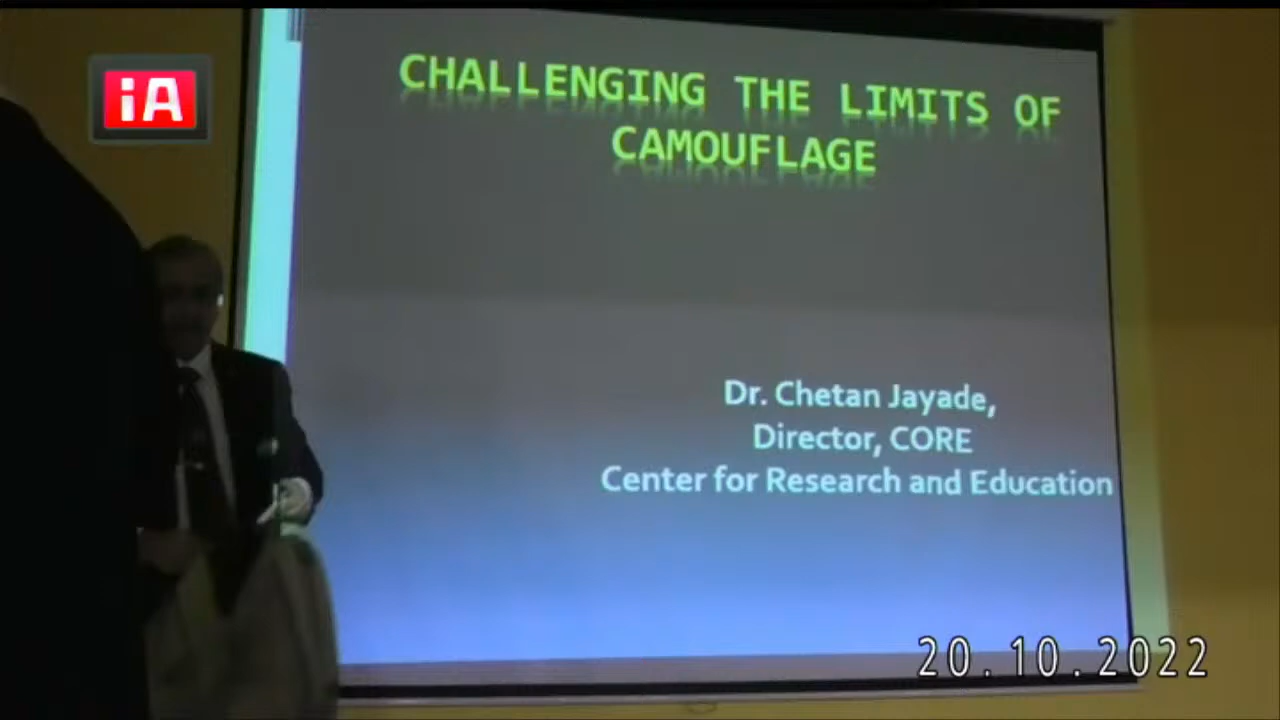 iA
CHALLENGING THE LIMITS OF
CAMOUFLAGE
Dr. Chetan Jayade,
Director, CORE
Center for Research and Education
20.10.2022